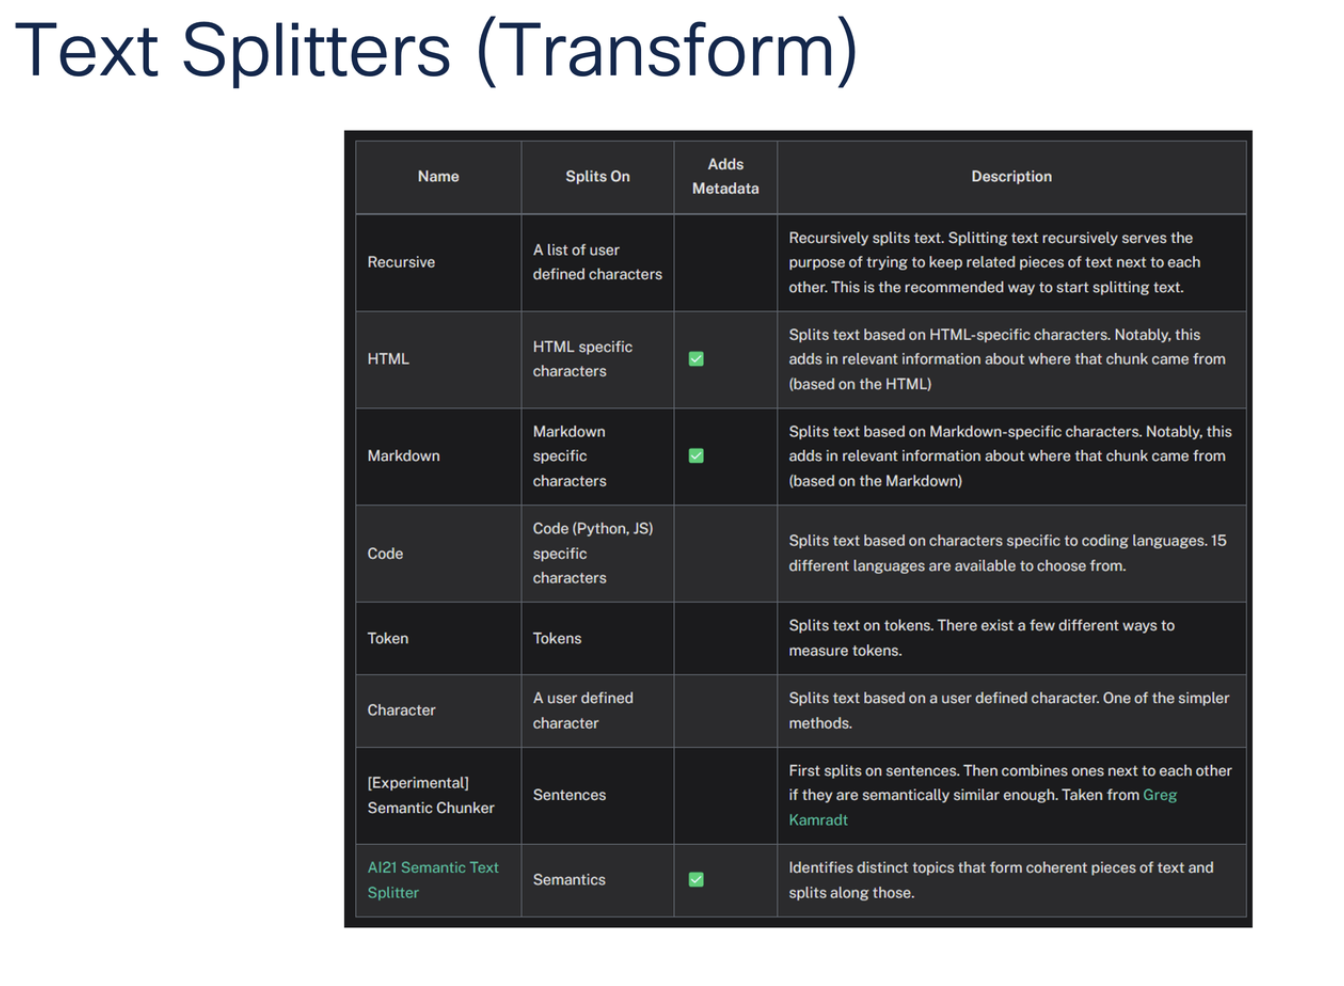 Text Splitters (Transform)
Name
Splits On
Adds
Metadata
Description
Recursive
A list of user
defined characters
Recursively splits text. Splitting text recursively serves the
purpose of trying to keep related pieces of text next to each
other. This is the recommended way to start splitting text.
HTML
HTML specific
characters
✅
Splits text based on HTML-specific characters. Notably, this
adds in relevant information about where that chunk came from
(based on the HTML)
Markdown
Markdown
specific
characters
✅
Splits text based on Markdown-specific characters. Notably, this
adds in relevant information about where that chunk came from
(based on the Markdown)
Code
Code (Python, JS)
specific
characters
Splits text based on characters specific to coding languages. 15
different languages are available to choose from.
Token
Tokens
Splits text on tokens. There exist a few different ways to
measure tokens.
Character
A user defined
character
Splits text based on a user defined character. One of the simpler
methods.
[Experimental]
Semantic Chunker
Sentences
First splits on sentences. Then combines ones next to each other
if they are semantically similar enough. Taken from Greg
Kamradt
AI21 Semantic Text
Splitter
Semantics
✅
Identifies distinct topics that form coherent pieces of text and
splits along those.